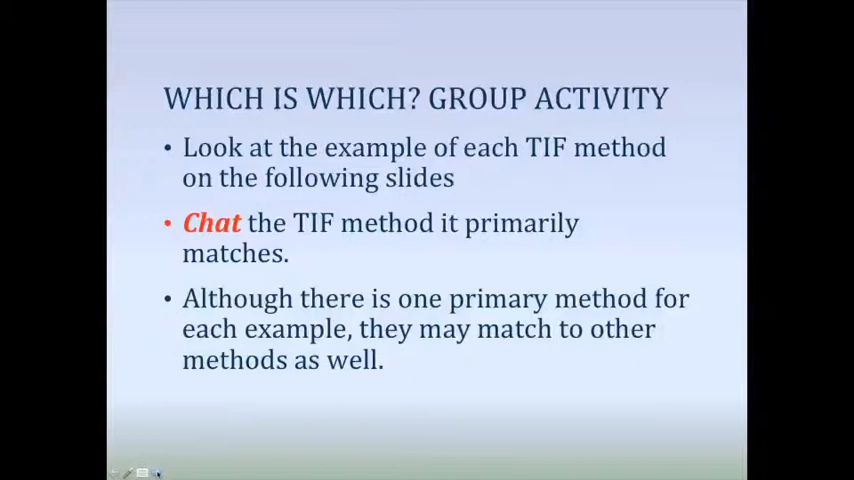 WHICH IS WHICH? GROUP ACTIVITY
• Look at the example of each TIF method
on the following slides
• Chat the TIF method it primarily
matches.
• Although there is one primary method for
each example, they may match to other
methods as well.